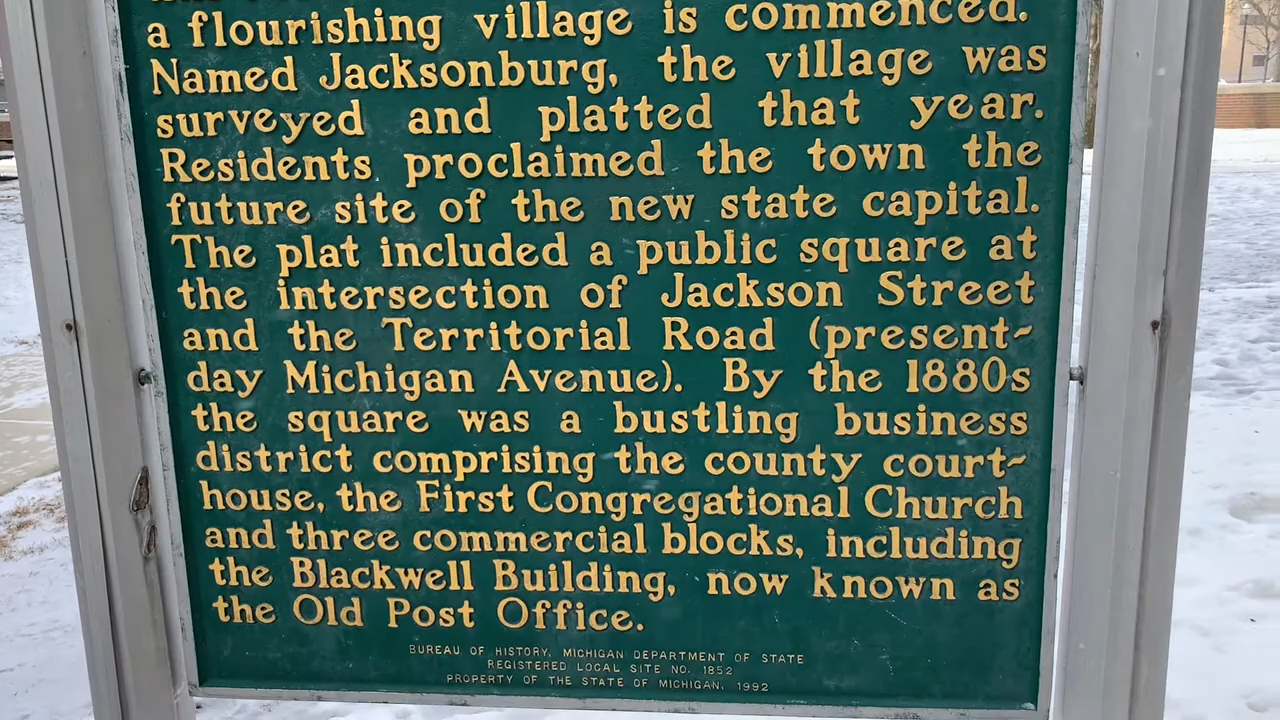 a flourishing village is commenced.
Named Jacksonburg, the village was
surveyed and platted that year.
Residents proclaimed the town the
future site of the new state capital.
The plat included a public square at
the intersection of Jackson Street
and the Territorial Road (present-
day Michigan Avenue). By the 1880s
the square was a bustling business
district comprising the county court-
house, the First Congregational Church
and three commercial blocks, including
the Blackwell Building, now known as
the Old Post Office.
BUREAU OF HISTORY, MICHIGAN DEPARTMENT OF STATE
REGISTERED LOCAL SITE NO. 1852
PROPERTY OF THE STATE OF MICHIGAN, 1992